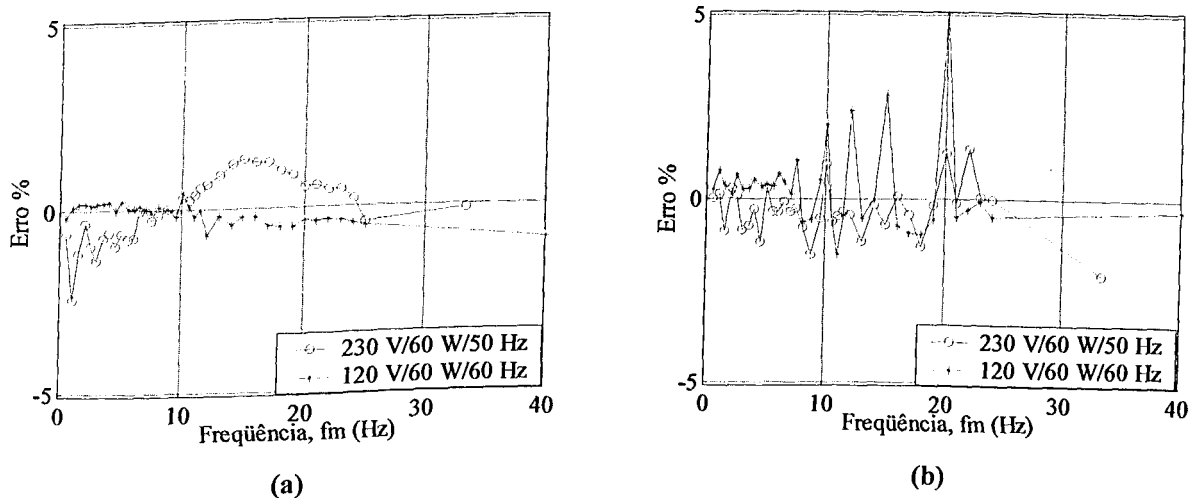 5
0
-5
Erro %
0 10 20 30 40
Freqüência, fm (Hz)
230 V/60 W/50 Hz
120 V/60 W/60 Hz
(a)
5
0
-5
Erro %
0 10 20 30 40
Freqüência, fm (Hz)
230 V/60 W/50 Hz
120 V/60 W/60 Hz
(b)